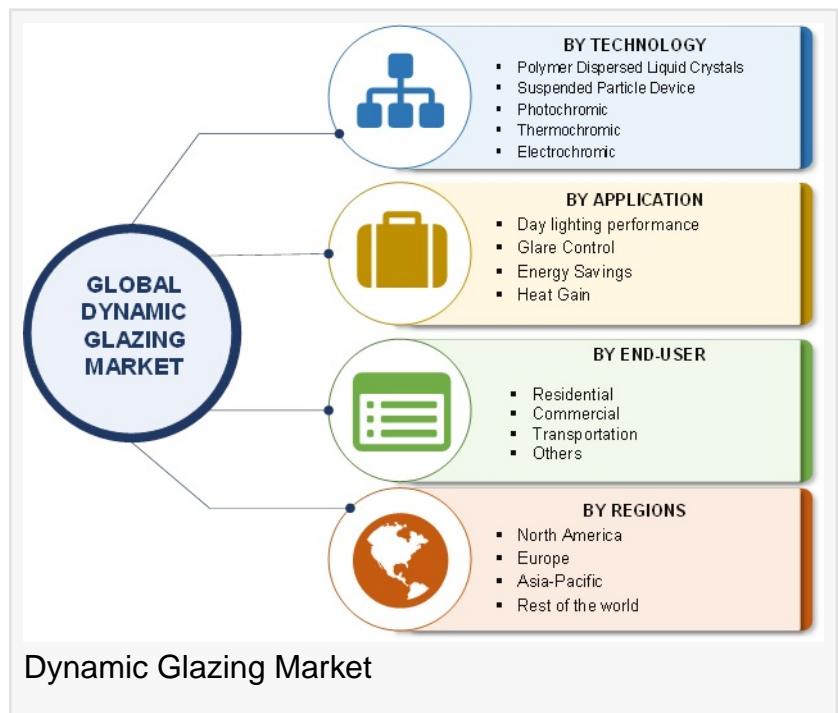 GLOBAL
DYNAMIC
GLAZING
MARKET
BY TECHNOLOGY
▪ Polymer Dispersed Liquid Crystals
▪ Suspended Particle Device
▪ Photochromic
▪ Thermochromic
▪ Electrochromic
BY APPLICATION
▪ Day lighting performance
▪ Glare Control
▪ Energy Savings
▪ Heat Gain
BY END-USER
▪ Residential
▪ Commercial
▪ Transportation
▪ Others
BY REGIONS
▪ North America
▪ Europe
▪ Asia-Pacific
▪ Rest of the world
Dynamic Glazing Market